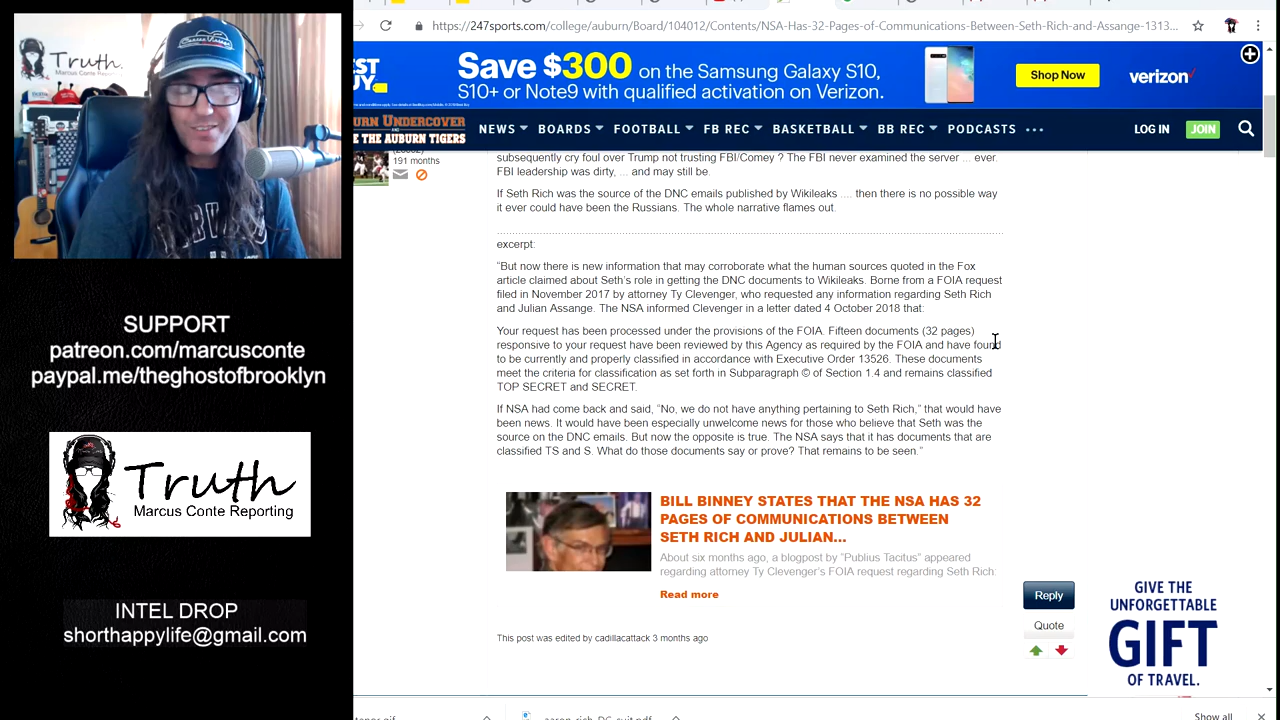 https://247sports.com/college/auburn/Board/104012/Contents/NSA-Has-32-Pages-of-Communications-Between-Seth-Rich-and-Assange-1313...
Truth
Marcus Conte Reporting
Save $300 on the Samsung Galaxy S10,
S10+ or Note9 with qualified activation on Verizon.
Shop Now
verizon
UNDERCOVER
THE AUBURN TIGERS
NEWS BOARDS FOOTBALL FB REC BASKETBALL BB REC PODCASTS ...
LOG IN JOIN
191 months
subsequently cry foul over Trump not trusting FBI/Comey ? The FBI never examined the server ... ever.
FBI leadership was dirty, ... and may still be.
If Seth Rich was the source of the DNC emails published by Wikileaks .... then there is no possible way
it ever could have been the Russians. The whole narrative flames out.
excerpt:
“But now there is new information that may corroborate what the human sources quoted in the Fox
article claimed about Seth’s role in getting the DNC documents to Wikileaks. Borne from a FOIA request
filed in November 2017 by attorney Ty Clevenger, who requested any information regarding Seth Rich
and Julian Assange. The NSA informed Clevenger in a letter dated 4 October 2018 that:
Your request has been processed under the provisions of the FOIA. Fifteen documents (32 pages)
responsive to your request have been reviewed by this Agency as required by the FOIA and have found
to be currently and properly classified in accordance with Executive Order 13526. These documents
meet the criteria for classification as set forth in Subparagraph © of Section 1.4 and remains classified
TOP SECRET and SECRET.
If NSA had come back and said, “No, we do not have anything pertaining to Seth Rich,” that would have
been news. It would have been especially unwelcome news for those who believe that Seth was the
source on the DNC emails. But now the opposite is true. The NSA says that it has documents that are
classified TS and S. What do those documents say or prove? That remains to be seen.”
BILL BINNEY STATES THAT THE NSA HAS 32
PAGES OF COMMUNICATIONS BETWEEN
SETH RICH AND JULIAN...
About six months ago, a blogpost by “Publius Tacitus” appeared
regarding attorney Ty Clevenger’s FOIA request regarding Seth Rich:
Read more
This post was edited by cadillacattack 3 months ago
Reply
Quote
GIVE THE
UNFORGETTABLE
GIFT
OF TRAVEL.
SUPPORT
patreon.com/marcusconte
paypal.me/theghostofbrooklyn
Truth
Marcus Conte Reporting
INTEL DROP
shorthappylife@gmail.com
Show all